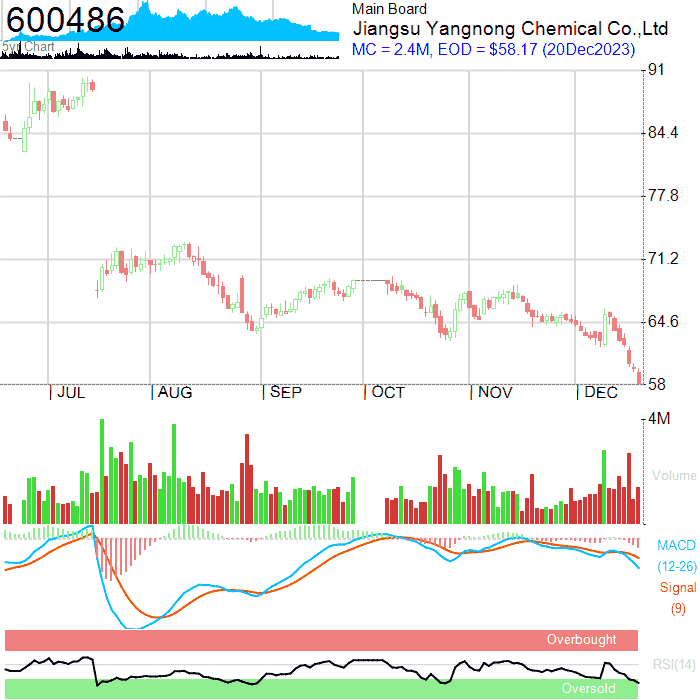 600486
5yr Chart
Main Board
Jiangsu Yangnong Chemical Co.,Ltd
MC = 2.4M, EOD = $58.17 (20Dec2023)
91
84.4
77.8
71.2
64.6
58
JUL AUG SEP OCT NOV DEC
4M
Volume
MACD
(12-26)
Signal
(9)
Overbought
RSI(14)
Oversold